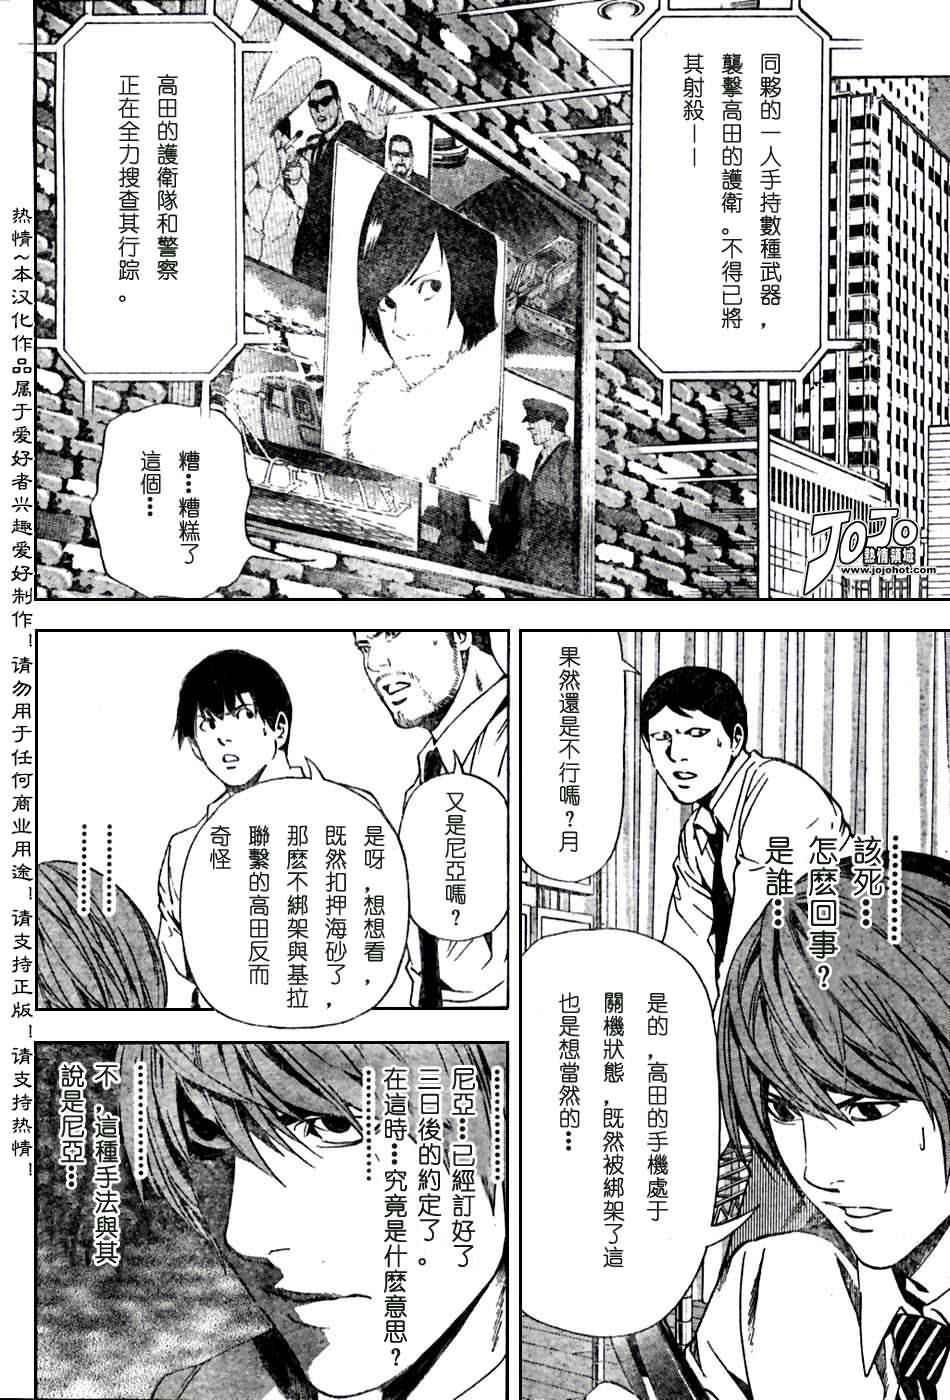 同夥的一人手持數種武器，
襲擊高田的護衛。不得已將
其射殺——
高田的護衛隊和警察
正在全力搜查其行踪。
糟…糟糕了
這個…
JOJO
熱情領域
www.jojohot.com
果然還是不行嗎？月
………
該死…
怎麽回事？
是誰…
是的，高田的手機處于
關機狀態，既然被綁架了這
也是想當然的…
又是尼亞嗎？
是呀，想想看，
既然扣押海砂了，
那麽不綁架與基拉
聯繫的高田反而
奇怪
………
………
………
尼亞…已經訂好了
三日後的約定了。
在這時…究竟是什麽意思？
………
………
不，這種手法與其
說是尼亞…
热情~本汉化作品属于爱好者兴趣爱好制作！请勿用于任何商业用途！请支持正版！请支持热情！